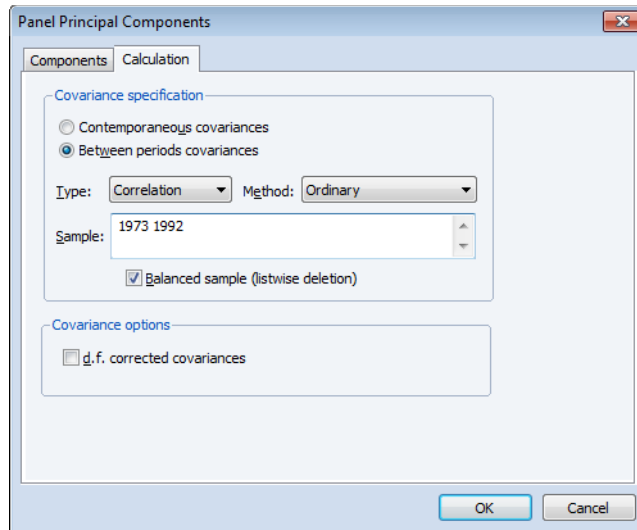 Panel Principal Components
Components Calculation
Covariance specification
Contemporaneous covariances
Between periods covariances
Type: Correlation Method: Ordinary
Sample: 1973 1992
Balanced sample (listwise deletion)
Covariance options
d.f. corrected covariances
OK Cancel